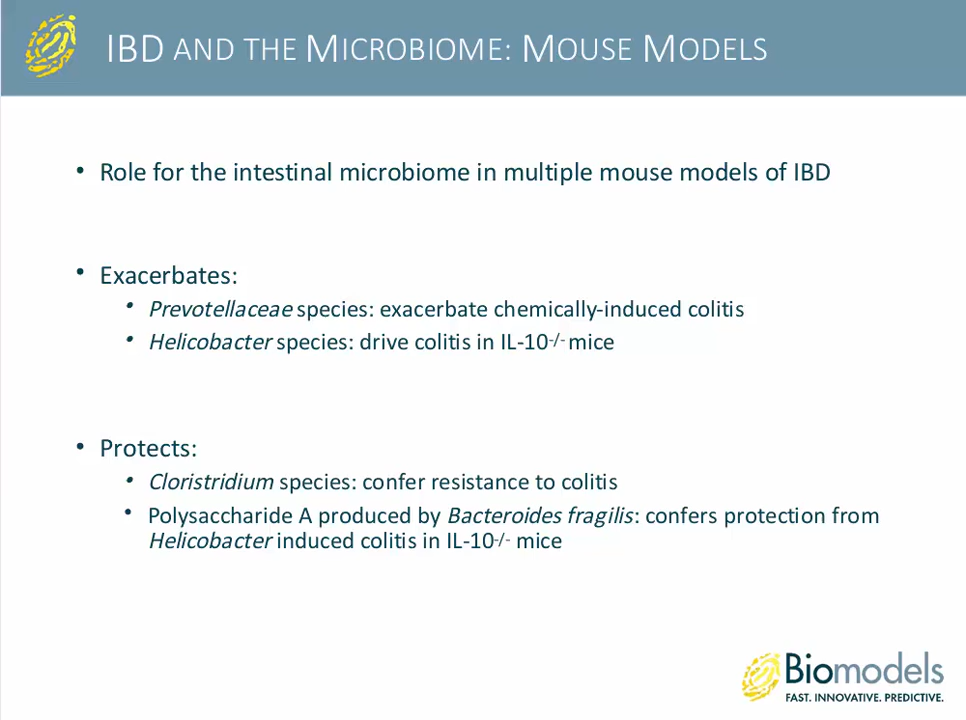 IBD AND THE MICROBIOME: MOUSE MODELS
• Role for the intestinal microbiome in multiple mouse models of IBD
• Exacerbates:
• Prevotellaceae species: exacerbate chemically-induced colitis
• Helicobacter species: drive colitis in IL-10-/- mice
• Protects:
• Cloristridium species: confer resistance to colitis
• Polysaccharide A produced by Bacteroides fragilis: confers protection from
Helicobacter induced colitis in IL-10-/- mice
Biomodels
FAST. INNOVATIVE. PREDICTIVE.